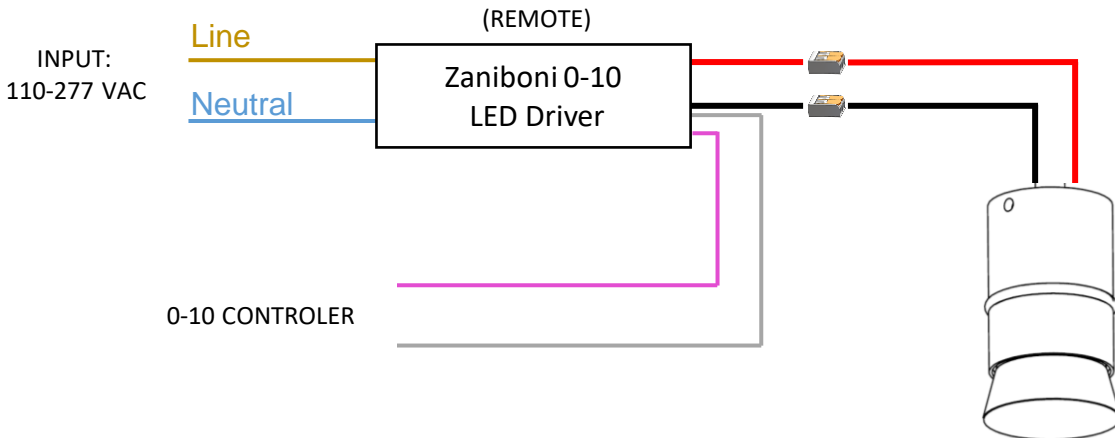 (REMOTE)
Line
INPUT:
110-277 VAC
Zaniboni 0-10
LED Driver
Neutral
0-10 CONTROLER